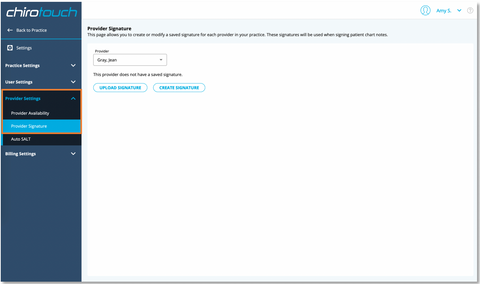 chirotouch
Amy S.
Back to Practice
Settings
Practice Settings
User Settings
Provider Settings
Provider Availability
Provider Signature
Auto SALT
Billing Settings
Provider Signature
This page allows you to create or modify a saved signature for each provider in your practice. These signatures will be used when signing patient chart notes.
Provider
Gray, Jean
This provider does not have a saved signature.
UPLOAD SIGNATURE CREATE SIGNATURE